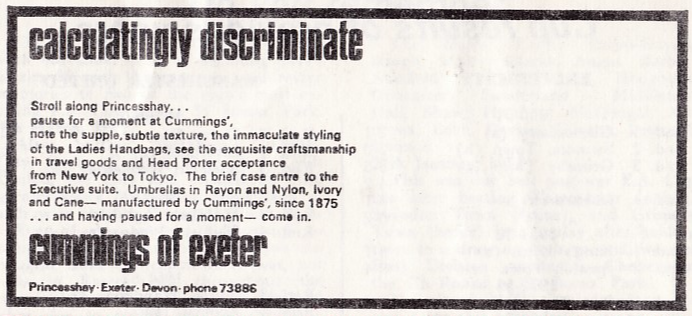 calculatingly discriminate
Stroll along Princesshay. . .
pause for a moment at Cummings',
note the supple, subtle texture, the immaculate styling
of the Ladies Handbags, see the exquisite craftsmanship
in travel goods and Head Porter acceptance
from New York to Tokyo. The brief case entre to the
Executive suite. Umbrellas in Rayon and Nylon, Ivory
and Cane— manufactured by Cummings', since 1875
. . . and having paused for a moment— come in.
cummings of exeter
Princesshay · Exeter · Devon · phone 73886